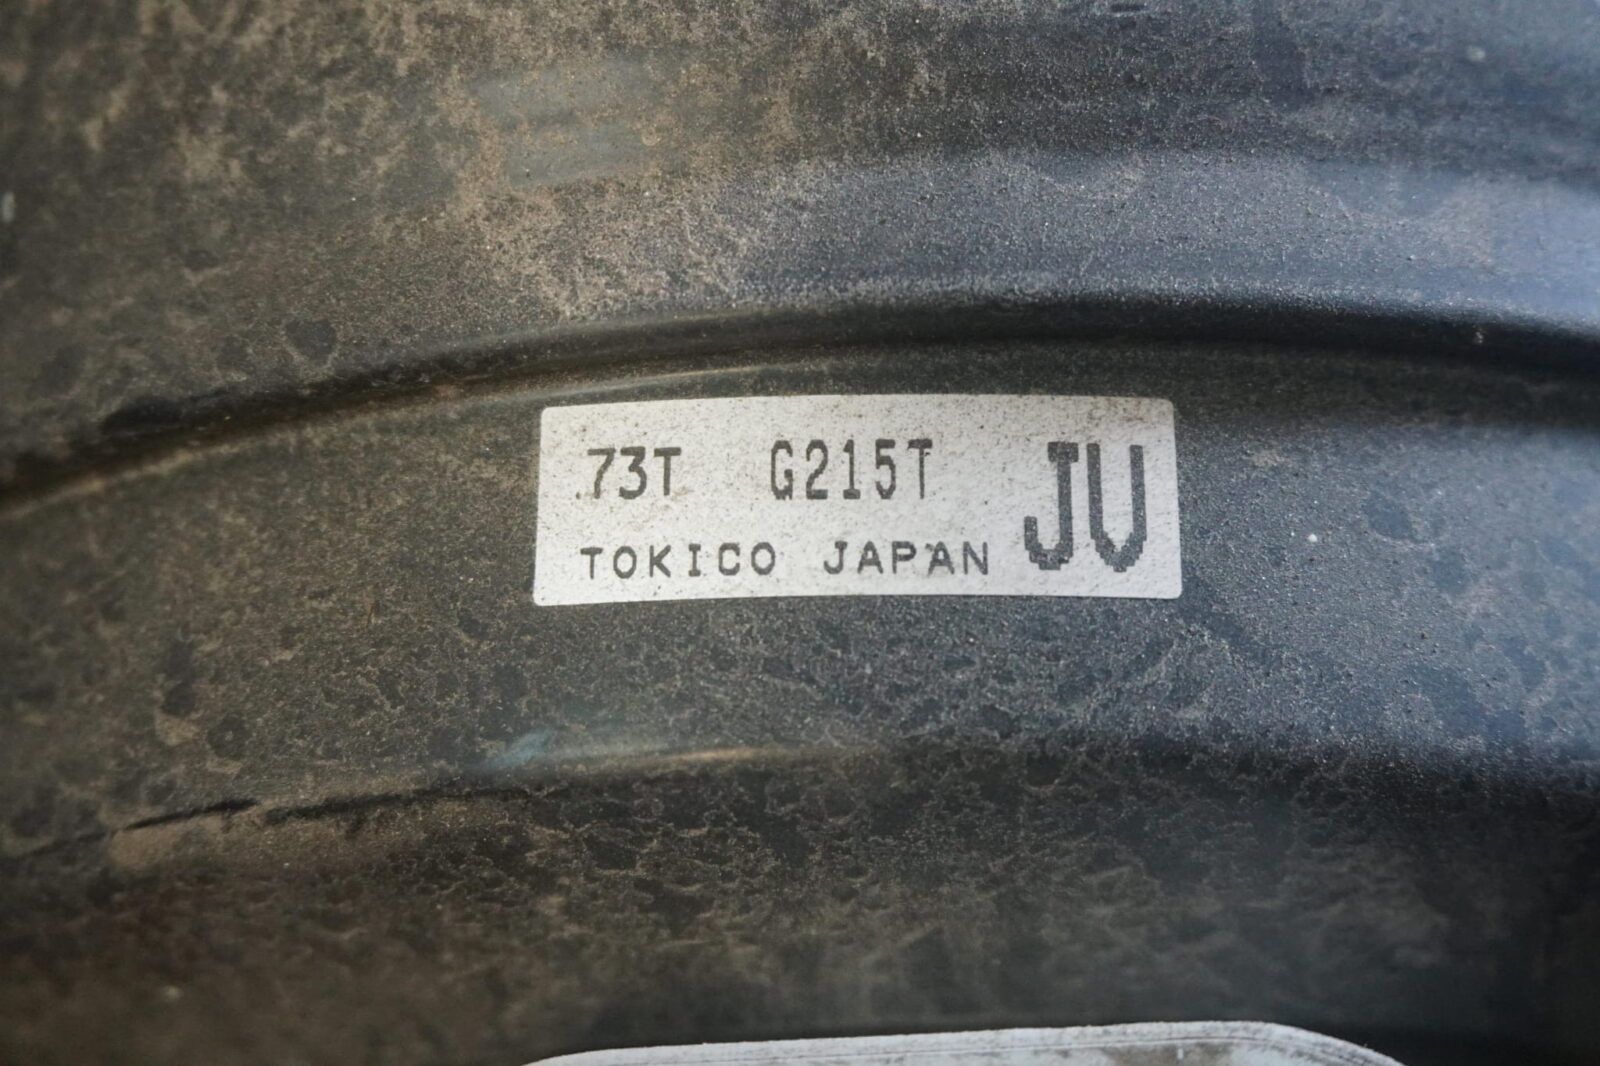 .73T G215T JV
TOKICO JAPAN